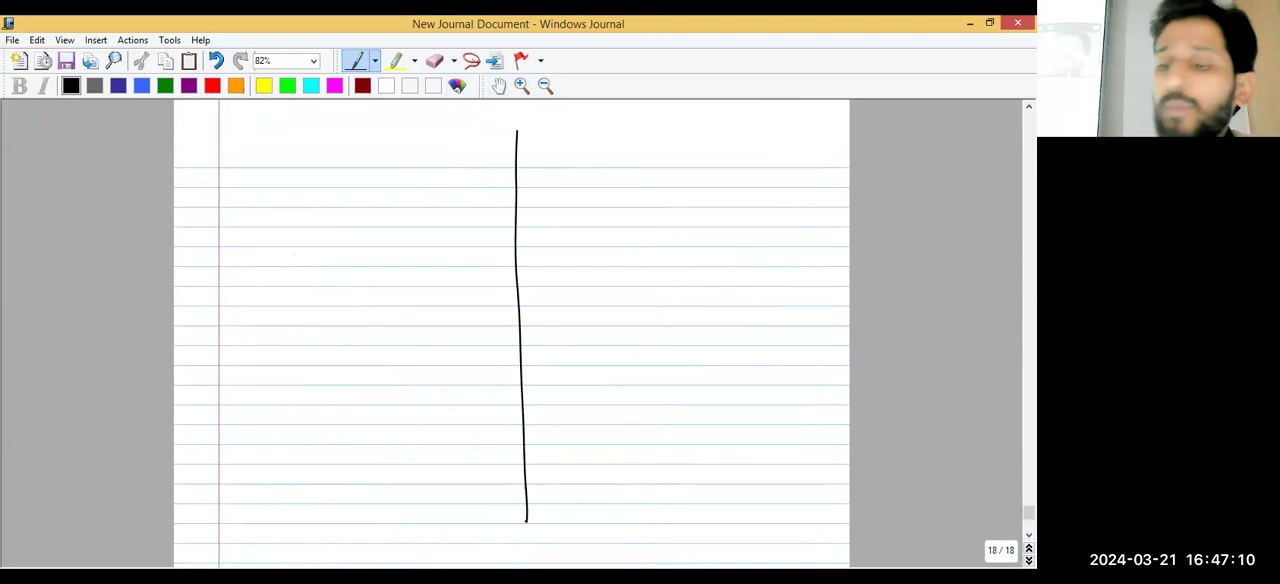 New Journal Document - Windows Journal
File Edit View Insert Actions Tools Help
82%
B I
18 / 18
2024-03-21 16:47:10